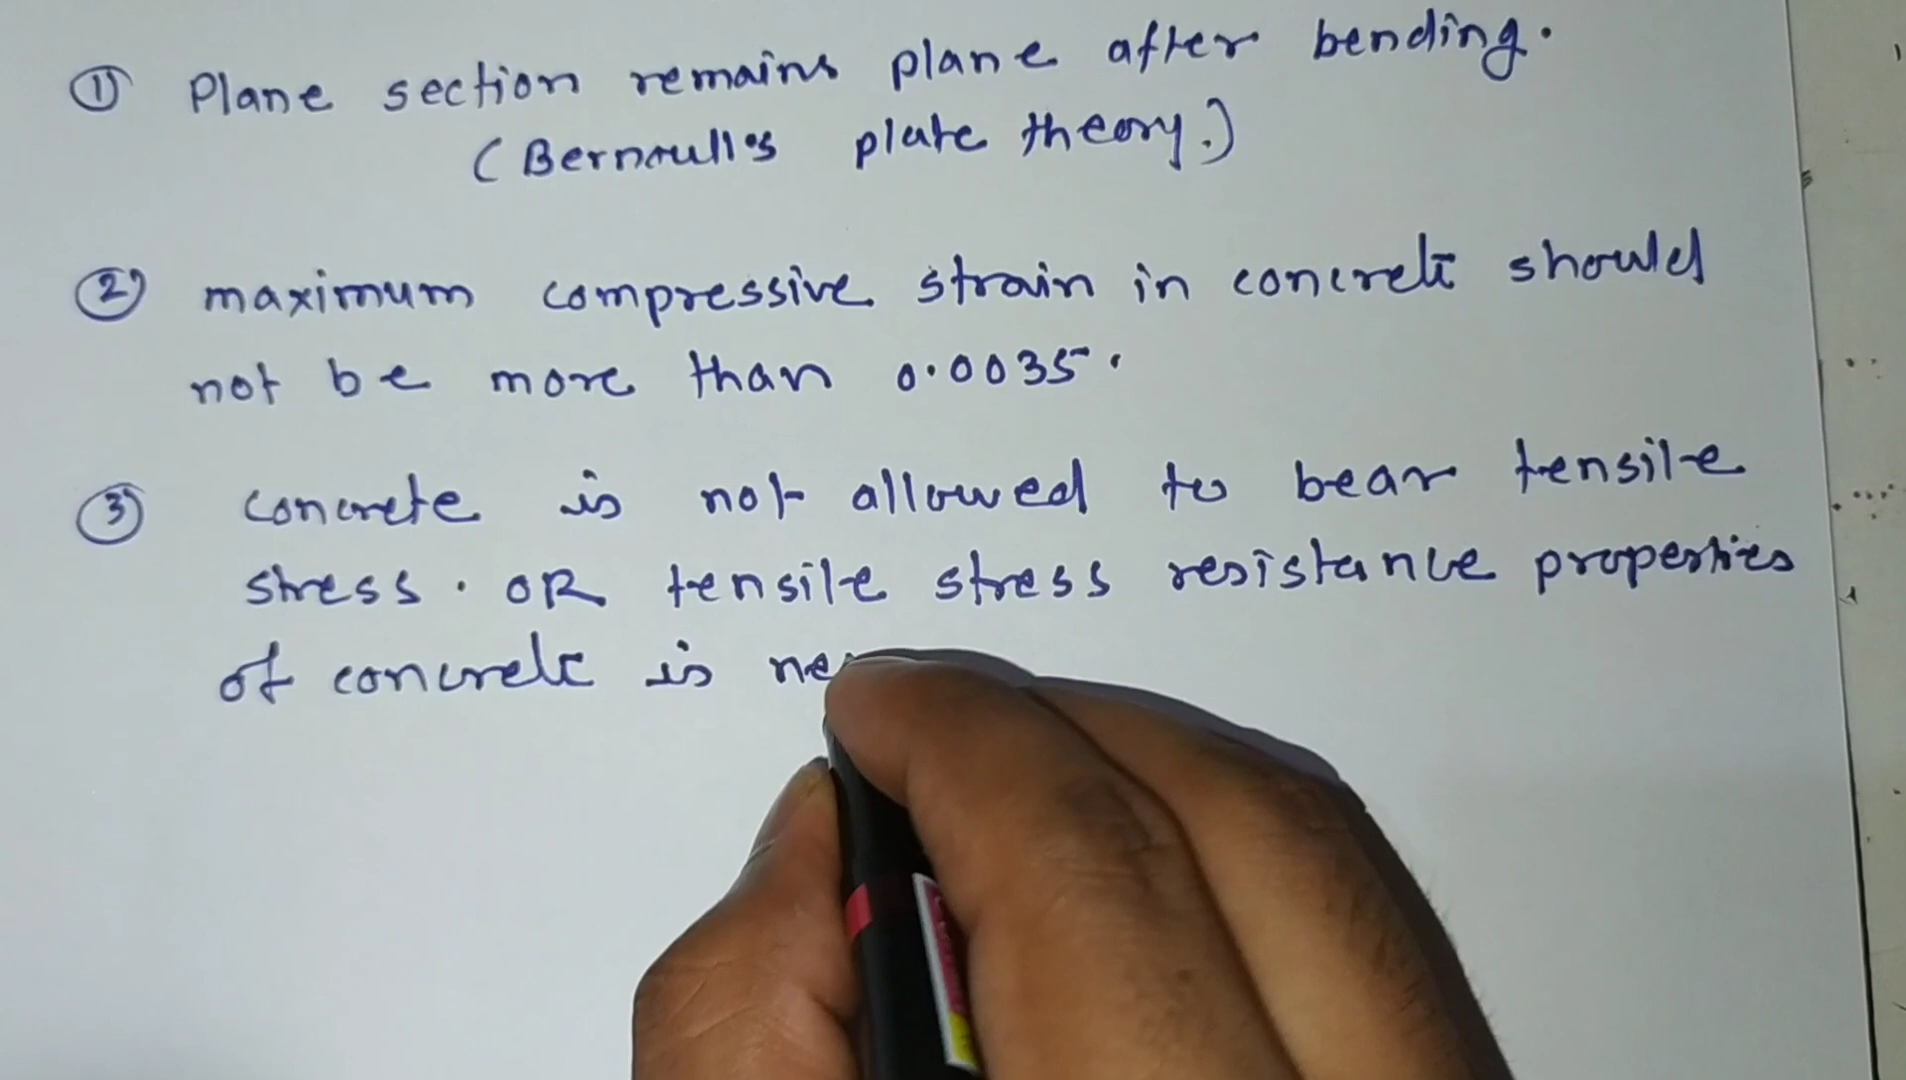 ① Plane section remains plane after bending.
(Bernoulli's plate theory.)
② maximum compressive strain in concrete should
not be more than 0.0035.
③ concrete is not allowed to bear tensile
stress. OR tensile stress resistance properties
of concrete is ne